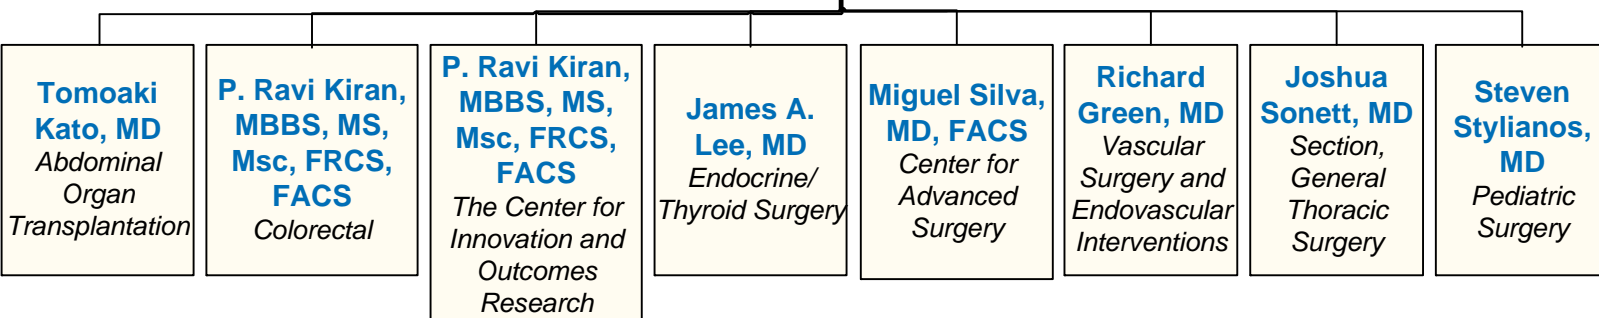 Tomoaki
Kato, MD
Abdominal
Organ
Transplantation
P. Ravi Kiran,
MBBS, MS,
Msc, FRCS,
FACS
Colorectal
P. Ravi Kiran,
MBBS, MS,
Msc, FRCS,
FACS
The Center for
Innovation and
Outcomes
Research
James A.
Lee, MD
Endocrine/
Thyroid Surgery
Miguel Silva,
MD, FACS
Center for
Advanced
Surgery
Richard
Green, MD
Vascular
Surgery and
Endovascular
Interventions
Joshua
Sonett, MD
Section,
General
Thoracic
Surgery
Steven
Stylianos,
MD
Pediatric
Surgery